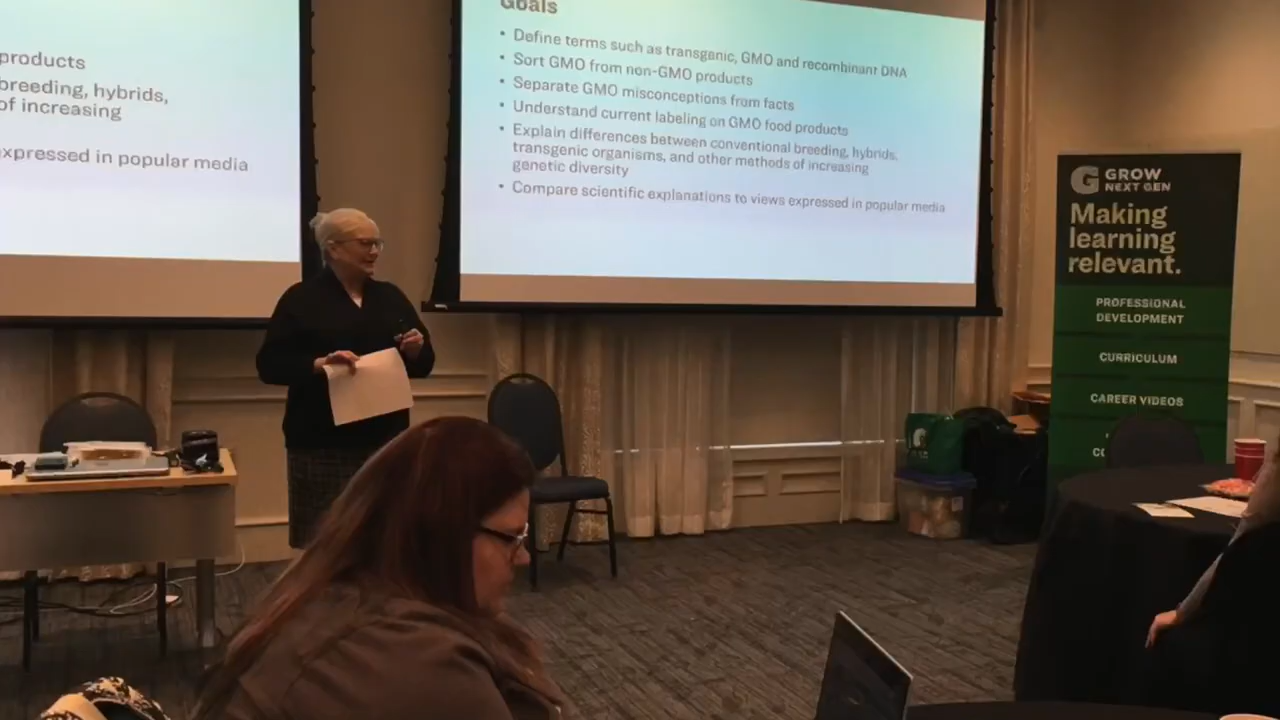 products
breeding, hybrids,
of increasing
expressed in popular media
Goals
• Define terms such as transgenic, GMO and recombinant DNA
• Sort GMO from non-GMO products
• Separate GMO misconceptions from facts
• Understand current labeling on GMO food products
• Explain differences between conventional breeding, hybrids,
transgenic organisms, and other methods of increasing
genetic diversity
• Compare scientific explanations to views expressed in popular media
G GROW
NEXT GEN
Making
learning
relevant.
PROFESSIONAL
DEVELOPMENT
CURRICULUM
CAREER VIDEOS